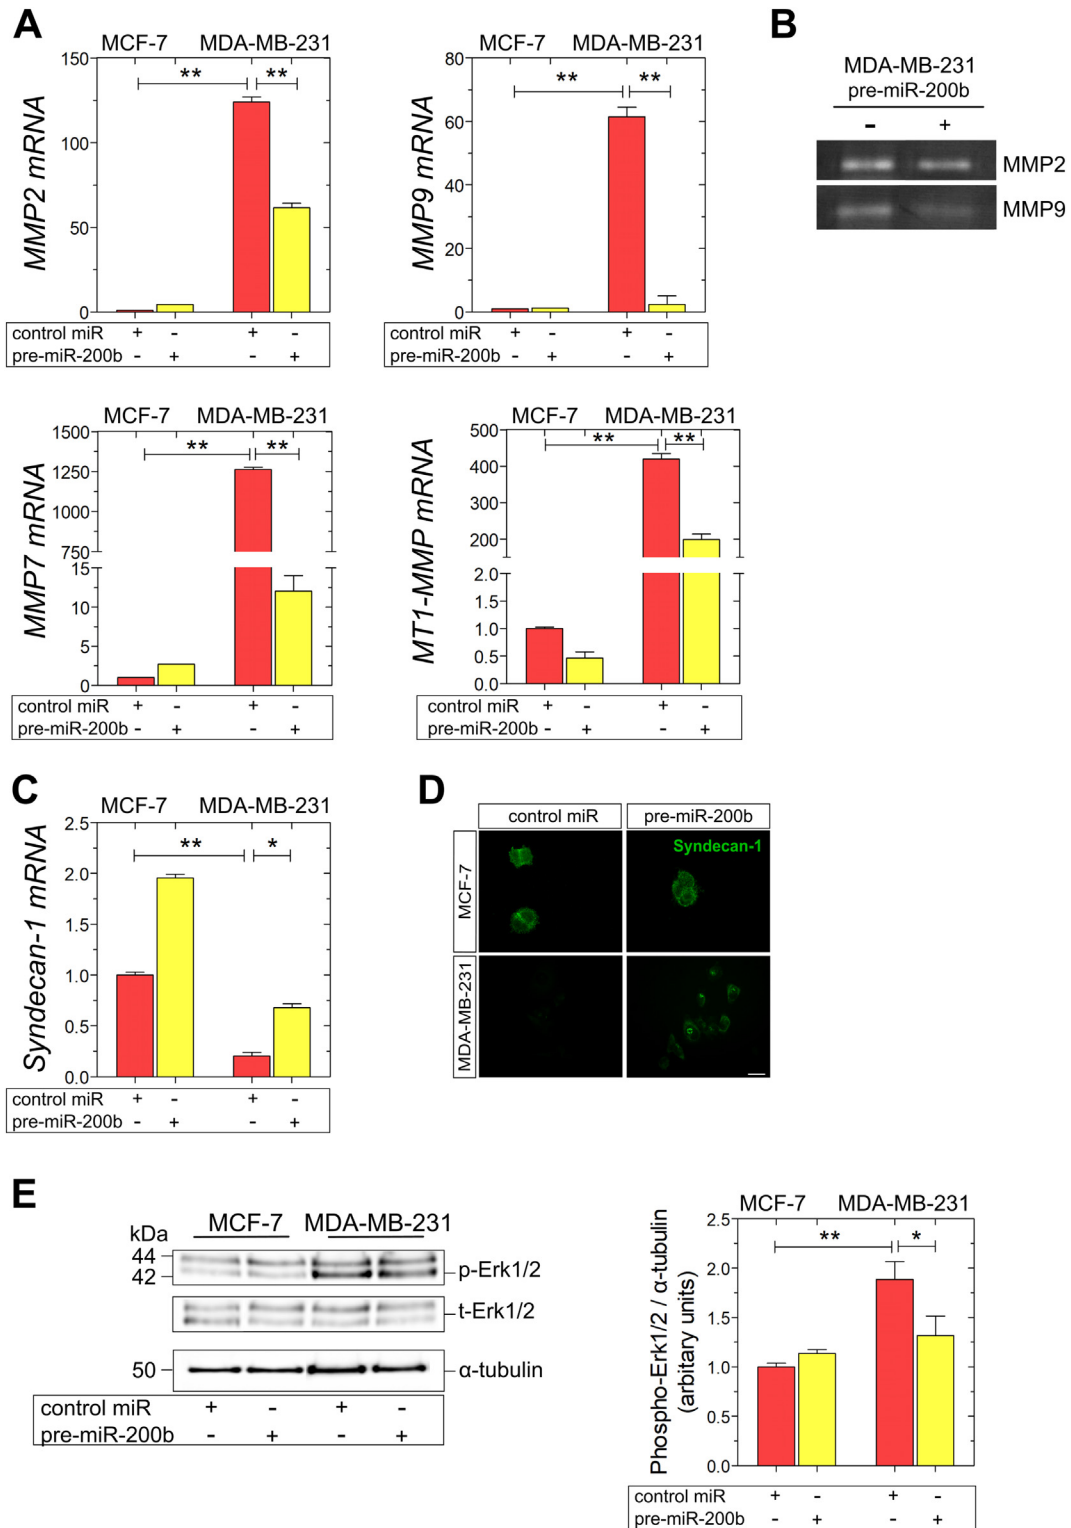 A
MCF-7 MDA-MB-231
MMP2 mRNA
150
100
50
0
** **
control miR + - + -
pre-miR-200b - + - +
MCF-7 MDA-MB-231
MMP9 mRNA
80
60
40
20
0
** **
control miR + - + -
pre-miR-200b - + - +
B
MDA-MB-231
pre-miR-200b
- +
MMP2
MMP9
MCF-7 MDA-MB-231
MMP7 mRNA
1500
1250
1000
750
15
10
5
0
** **
control miR + - + -
pre-miR-200b - + - +
MCF-7 MDA-MB-231
MT1-MMP mRNA
500
400
300
200
2.0
1.5
1.0
0.5
0.0
** **
control miR + - + -
pre-miR-200b - + - +
C
MCF-7 MDA-MB-231
Syndecan-1 mRNA
2.5
2.0
1.5
1.0
0.5
0.0
** *
control miR + - + -
pre-miR-200b - + - +
D
control miR pre-miR-200b
Syndecan-1
MCF-7
MDA-MB-231
E
MCF-7 MDA-MB-231
kDa
44
42
p-Erk1/2
t-Erk1/2
50
α-tubulin
control miR + - + -
pre-miR-200b - + - +
MCF-7 MDA-MB-231
Phospho-Erk1/2 / α-tubulin
(arbitary units)
2.5
2.0
1.5
1.0
0.5
0.0
** *
control miR + - + -
pre-miR-200b - + - +